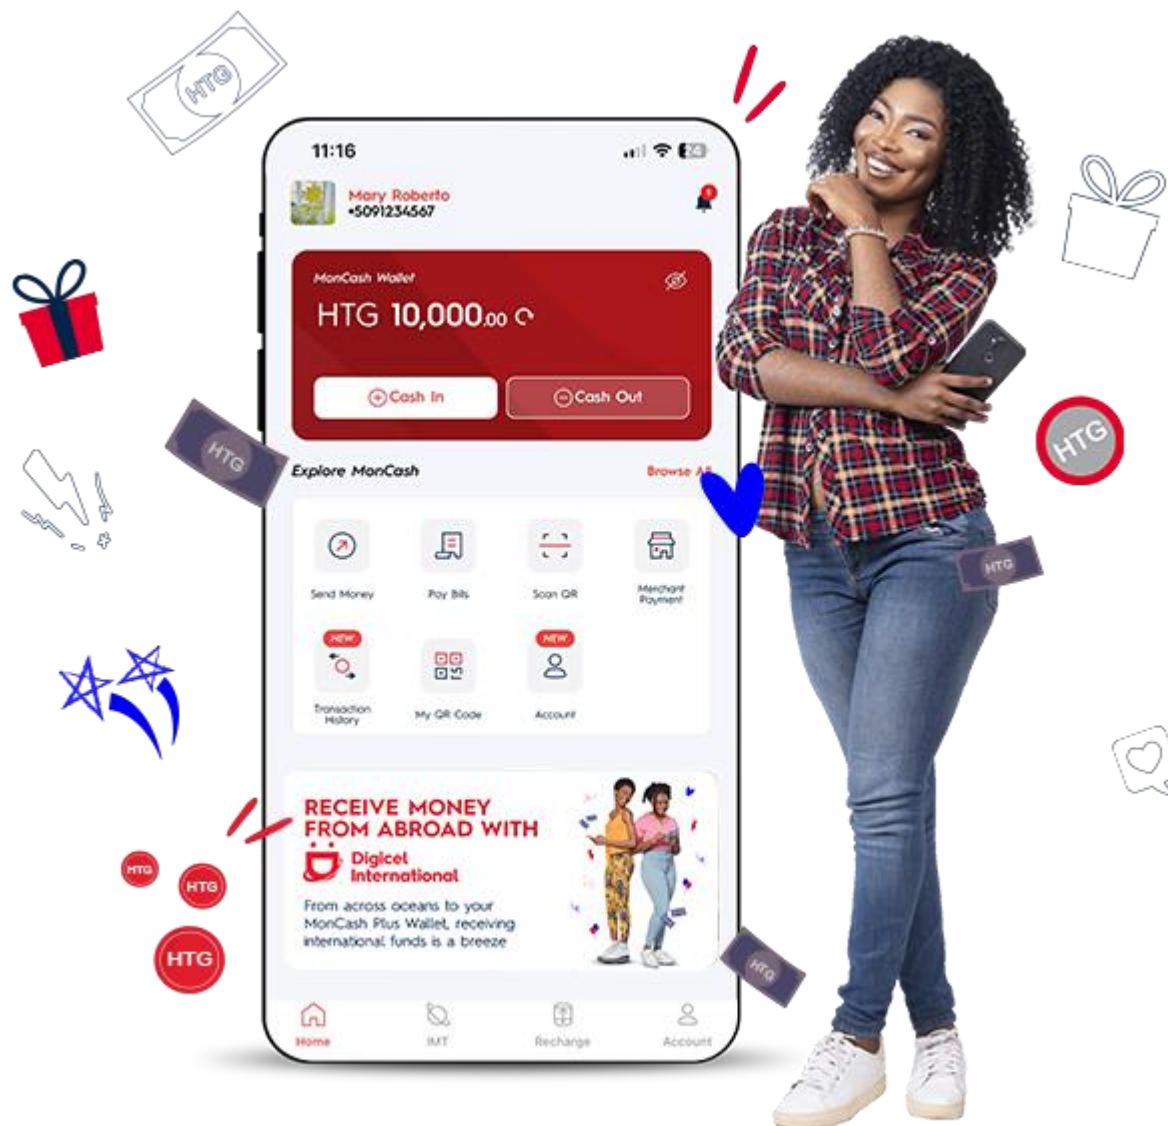 HTG
11:16
24
Mary Roberto
•5091234567
MonCash Wallet
HTG 10,000.00
Cash In
Cash Out
HTG
HTG
Explore MonCash
Browse All
HTG
Send Money
Pay Bills
Scan QR
Merchant
Payment
NEW
NEW
Transaction
History
My QR Code
Account
RECEIVE MONEY
FROM ABROAD WITH
Digicel
International
From across oceans to your
MonCash Plus Wallet, receiving
international funds is a breeze
HTG
HTG
HTG
HTG
Home
IMT
Recharge
Account